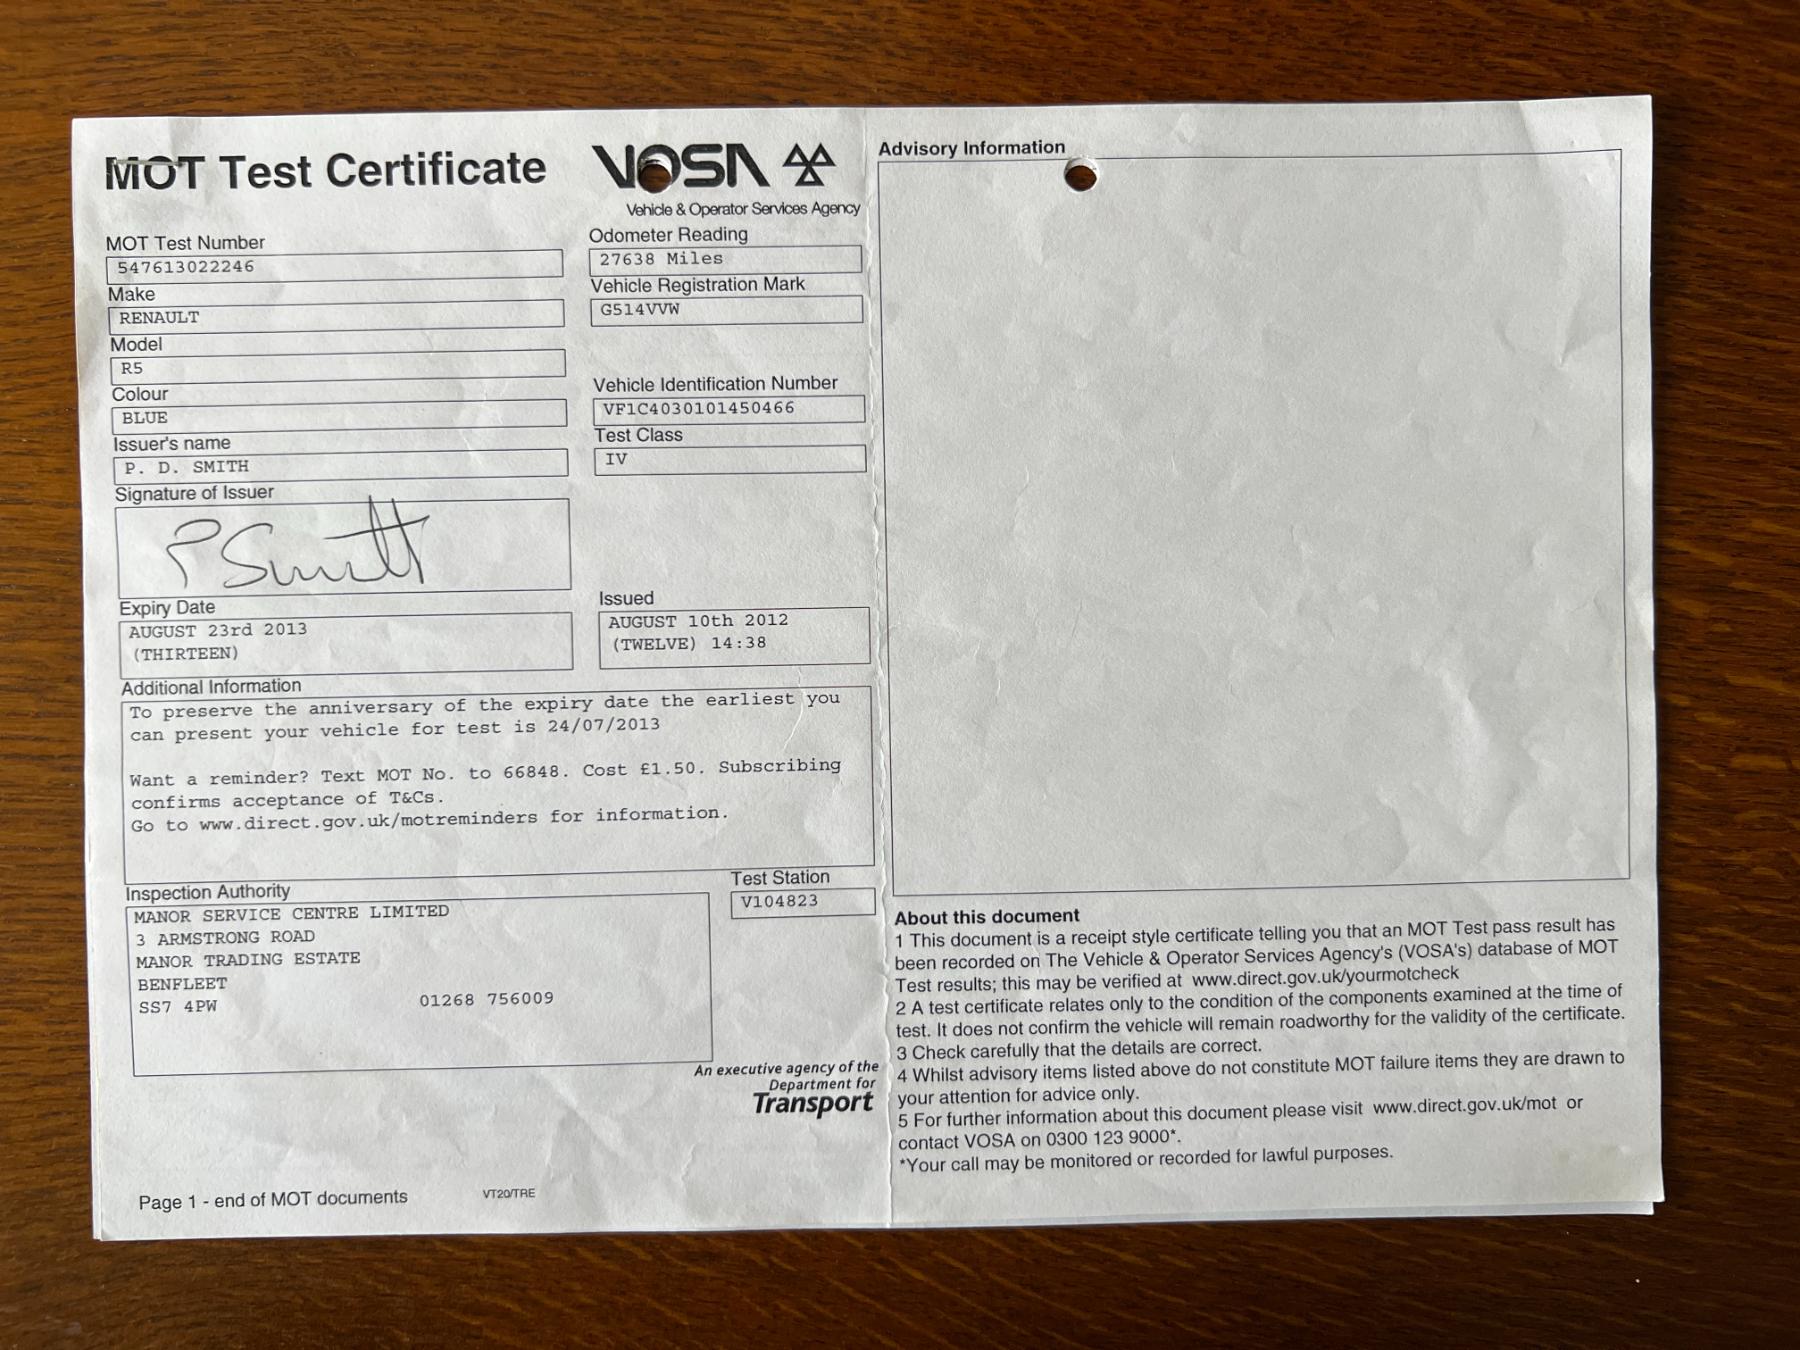 MOT Test Certificate
VOSA
Vehicle & Operator Services Agency
MOT Test Number
547613022246
Make
RENAULT
Model
R5
Colour
BLUE
Issuer's name
P. D. SMITH
Signature of Issuer
P Smith
Expiry Date
AUGUST 23rd 2013
(THIRTEEN)
Odometer Reading
27638 Miles
Vehicle Registration Mark
G514VVW
Vehicle Identification Number
VF1C4030101450466
Test Class
IV
Issued
AUGUST 10th 2012
(TWELVE) 14:38
Additional Information
To preserve the anniversary of the expiry date the earliest you
can present your vehicle for test is 24/07/2013
Want a reminder? Text MOT No. to 66848. Cost £1.50. Subscribing
confirms acceptance of T&Cs.
Go to www.direct.gov.uk/motreminders for information.
Inspection Authority
MANOR SERVICE CENTRE LIMITED
3 ARMSTRONG ROAD
MANOR TRADING ESTATE
BENFLEET
SS7 4PW 01268 756009
Test Station
V104823
An executive agency of the
Department for
Transport
Page 1 - end of MOT documents VT20/TRE
Advisory Information
About this document
1 This document is a receipt style certificate telling you that an MOT Test pass result has
been recorded on The Vehicle & Operator Services Agency's (VOSA's) database of MOT
Test results; this may be verified at www.direct.gov.uk/yourmotcheck
2 A test certificate relates only to the condition of the components examined at the time of
test. It does not confirm the vehicle will remain roadworthy for the validity of the certificate.
3 Check carefully that the details are correct.
4 Whilst advisory items listed above do not constitute MOT failure items they are drawn to
your attention for advice only.
5 For further information about this document please visit www.direct.gov.uk/mot or
contact VOSA on 0300 123 9000*.
*Your call may be monitored or recorded for lawful purposes.